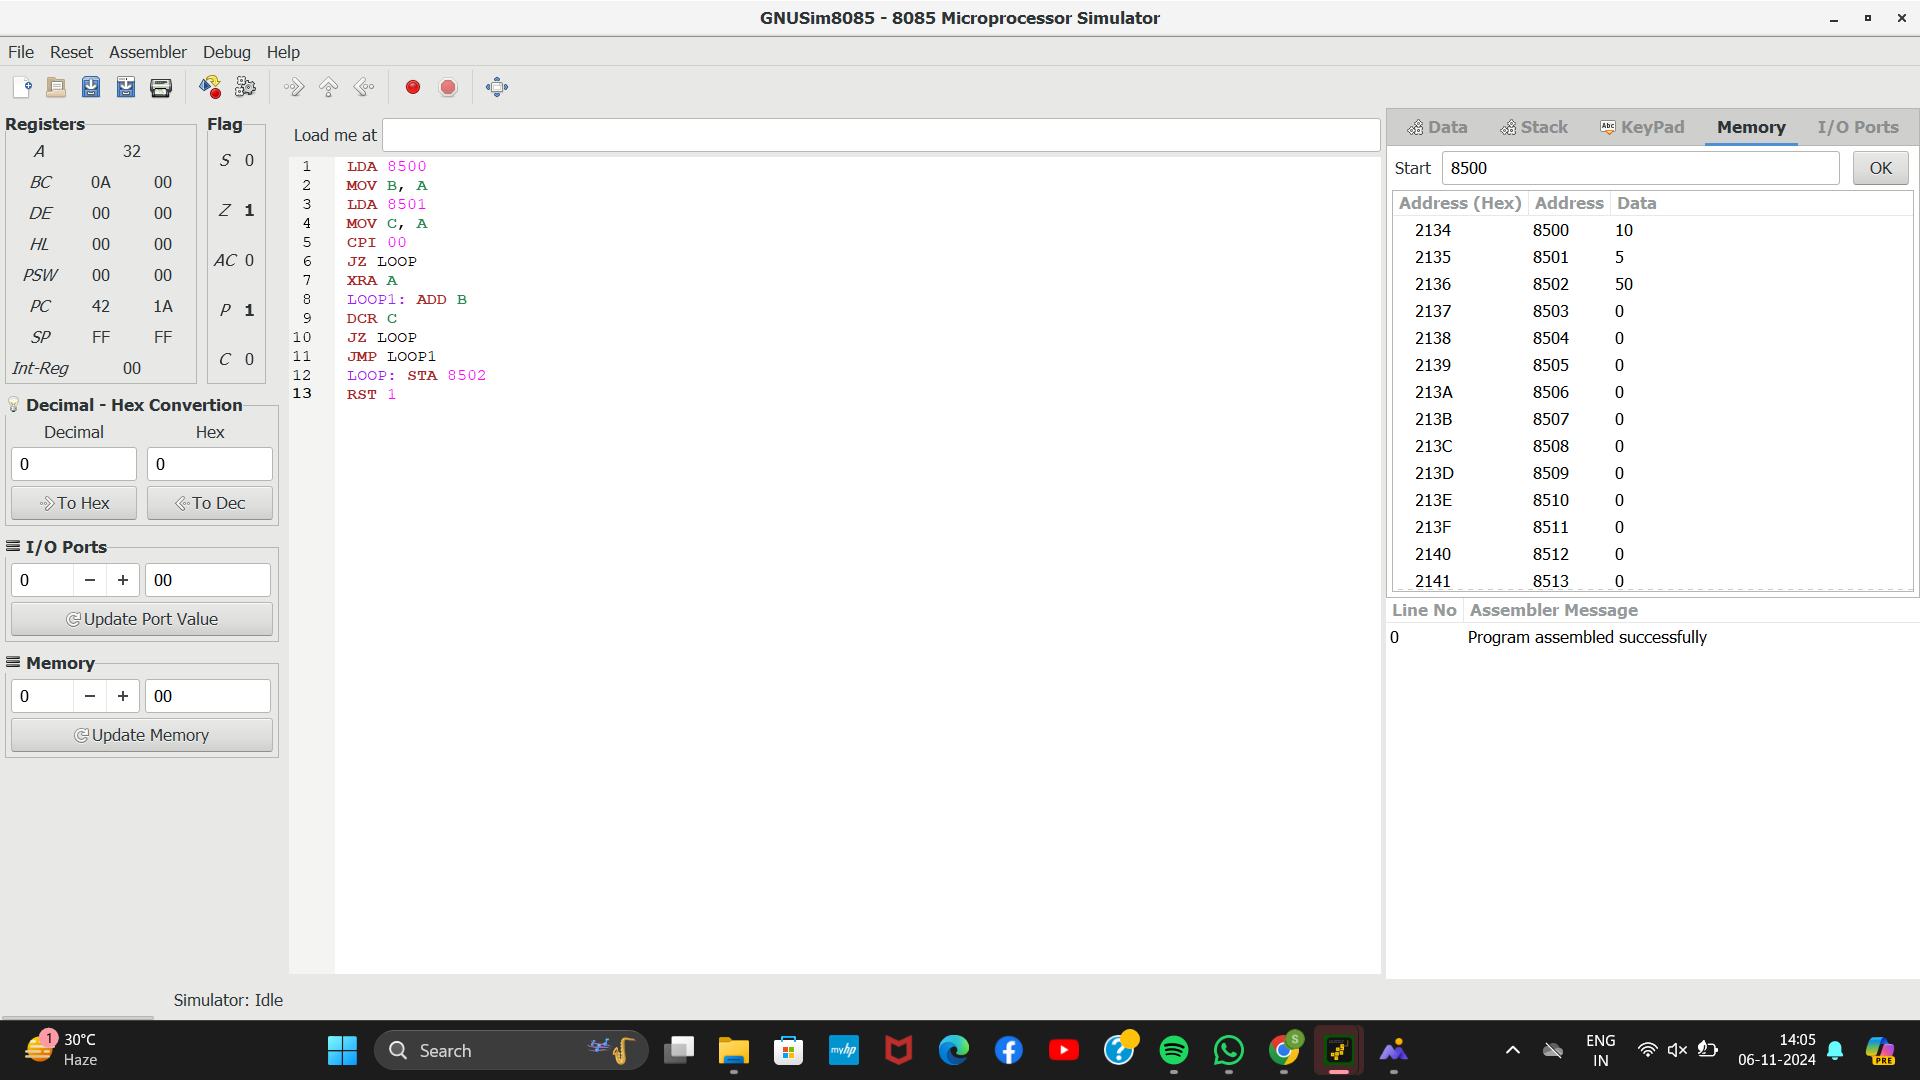 GNUSim8085 - 8085 Microprocessor Simulator
File Reset Assembler Debug Help
Registers
A 32
BC 0A 00
DE 00 00
HL 00 00
PSW 00 00
PC 42 1A
SP FF FF
Int-Reg 00
Flag
S 0
Z 1
AC 0
P 1
C 0
Decimal - Hex Convertion
Decimal Hex
0 0
To Hex To Dec
I/O Ports
0 − + 00
Update Port Value
Memory
0 − + 00
Update Memory
Load me at
1 LDA 8500
2 MOV B, A
3 LDA 8501
4 MOV C, A
5 CPI 00
6 JZ LOOP
7 XRA A
8 LOOP1: ADD B
9 DCR C
10 JZ LOOP
11 JMP LOOP1
12 LOOP: STA 8502
13 RST 1
Data Stack Abc KeyPad Memory I/O Ports
Start 8500 OK
Address (Hex) Address Data
2134 8500 10
2135 8501 5
2136 8502 50
2137 8503 0
2138 8504 0
2139 8505 0
213A 8506 0
213B 8507 0
213C 8508 0
213D 8509 0
213E 8510 0
213F 8511 0
2140 8512 0
2141 8513 0
Line No Assembler Message
0 Program assembled successfully
Simulator: Idle
1 30°C
Haze
Search
myhp
?
S
ENG
IN
14:05
06-11-2024
PRE